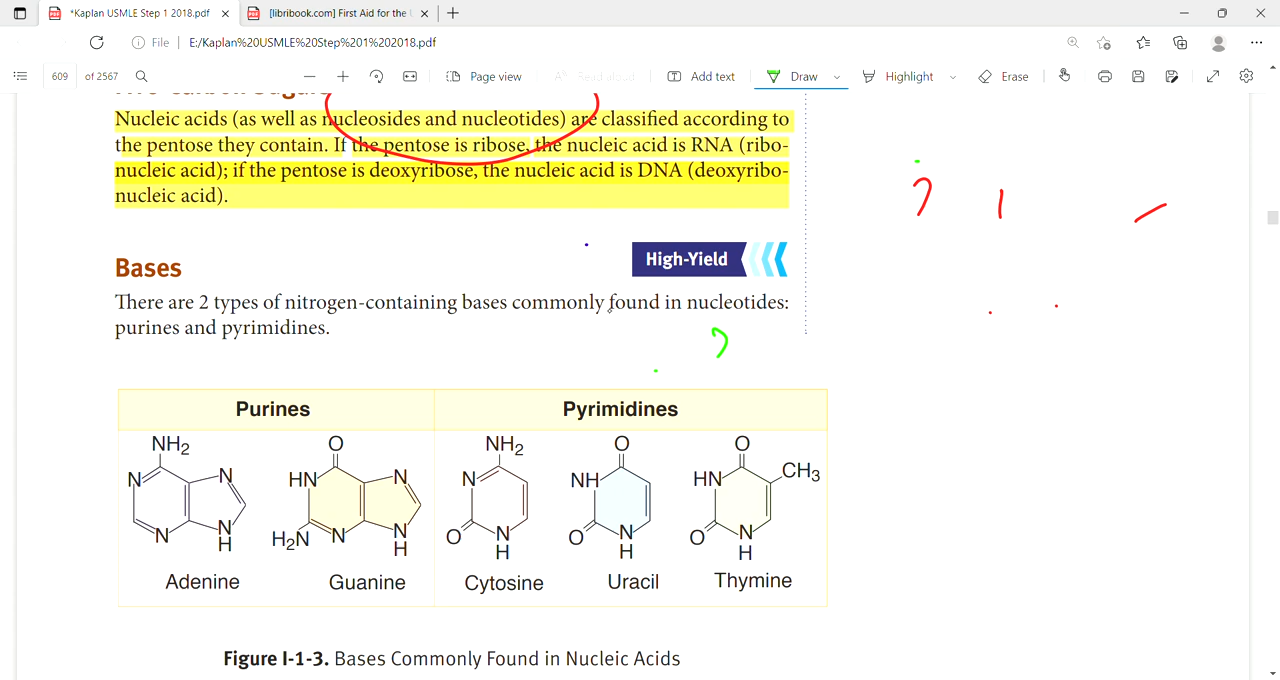 *Kaplan USMLE Step 1 2018.pdf
[libribook.com] First Aid for the
File E:/Kaplan%20USMLE%20Step%201%202018.pdf
609 of 2567 Page view Read aloud Add text Draw Highlight Erase
Nucleic acids (as well as nucleosides and nucleotides) are classified according to
the pentose they contain. If the pentose is ribose, the nucleic acid is RNA (ribo-
nucleic acid); if the pentose is deoxyribose, the nucleic acid is DNA (deoxyribo-
nucleic acid).
High-Yield
Bases
There are 2 types of nitrogen-containing bases commonly found in nucleotides:
purines and pyrimidines.
Purines Pyrimidines
NH2 O NH2 O O
N N HN N N NH HN CH3
N N H H2N N N H O N H O N H O N H
Adenine Guanine Cytosine Uracil Thymine
Figure I-1-3. Bases Commonly Found in Nucleic Acids